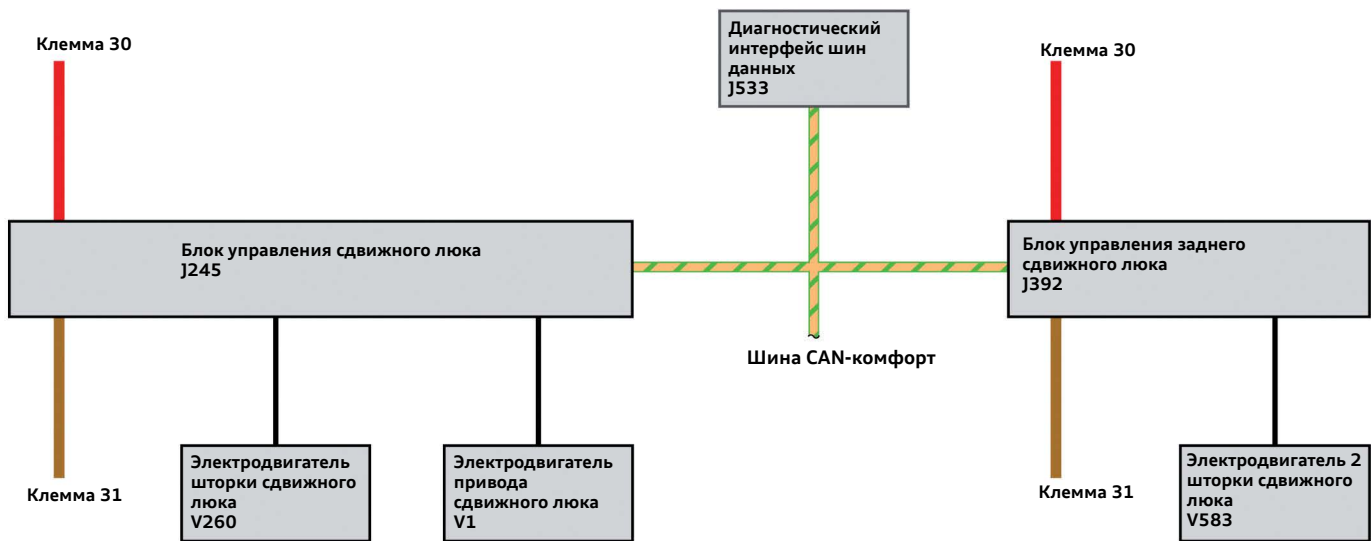 Клемма 30
Диагностический
интерфейс шин
данных
J533
Клемма 30
Блок управления сдвижного люка
J245
Блок управления заднего
сдвижного люка
J392
Шина CAN-комфорт
Клемма 31
Электродвигатель
шторки сдвижного
люка
V260
Электродвигатель
привода
сдвижного люка
V1
Клемма 31
Электродвигатель 2
шторки сдвижного
люка
V583